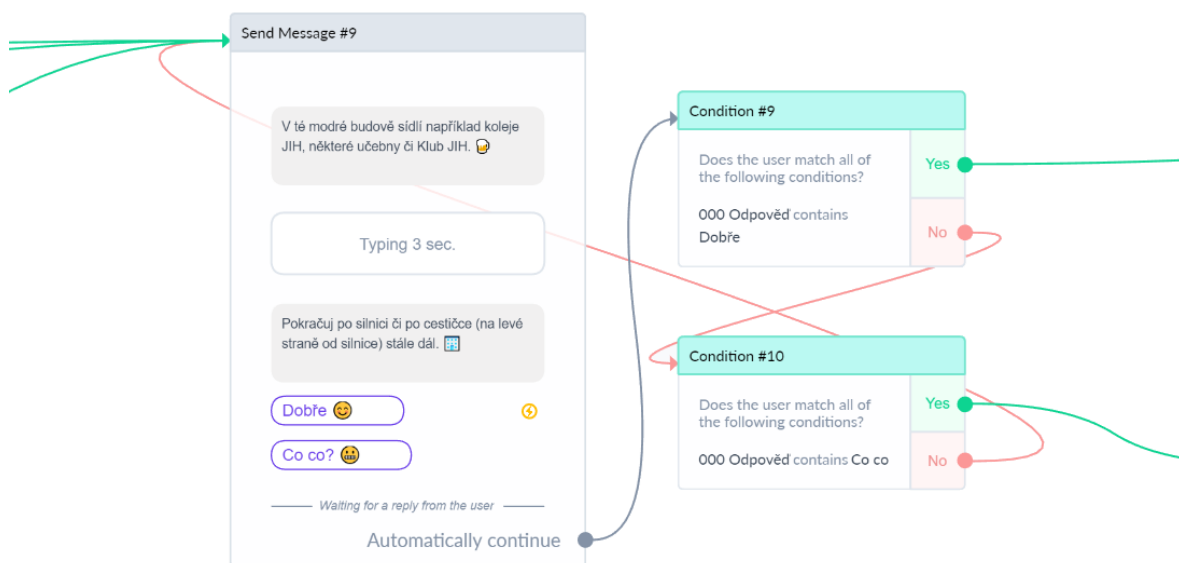 Send Message #9
V té modré budově sídlí například koleje
JIH, některé učebny či Klub JIH. 🍺
Typing 3 sec.
Pokračuj po silnici či po cestičce (na levé
straně od silnice) stále dál. 🏢
Dobře 😊
Co co? 😬
Waiting for a reply from the user
Automatically continue
Condition #9
Does the user match all of
the following conditions?
000 Odpověď contains
Dobře
Yes
No
Condition #10
Does the user match all of
the following conditions?
000 Odpověď contains Co co
Yes
No